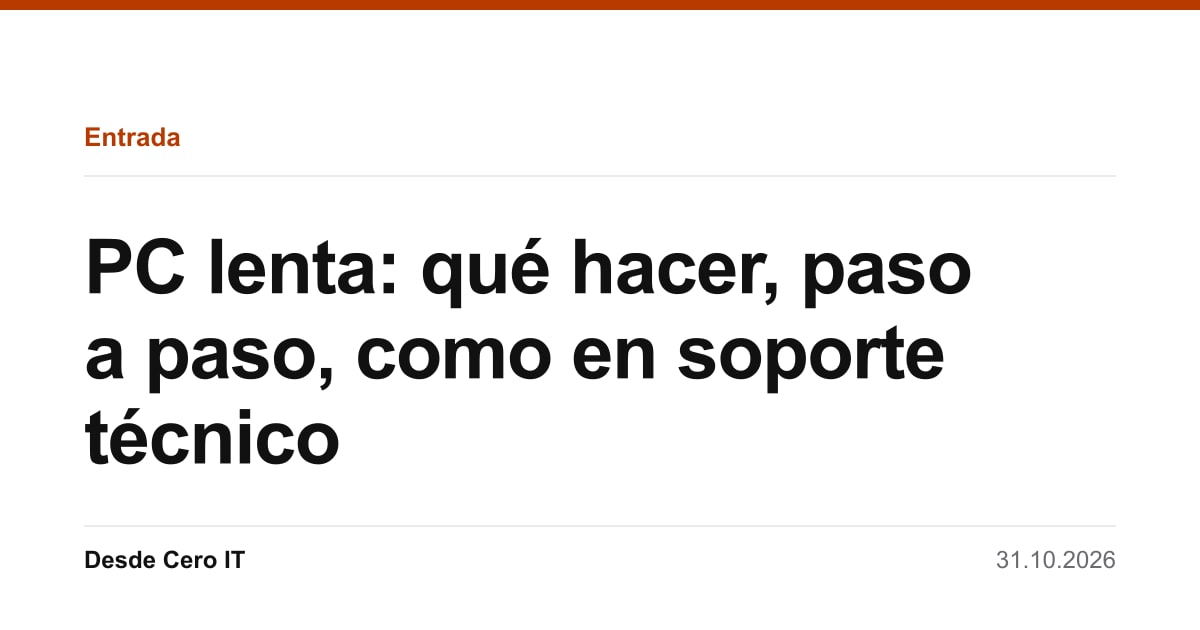 Entrada
PC lenta: qué hacer, paso
a paso, como en soporte
técnico
Desde Cero IT
31.10.2026